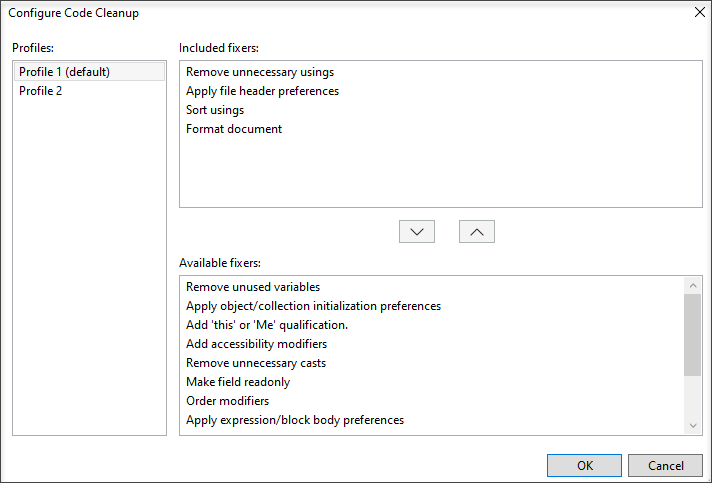 Configure Code Cleanup
Profiles:
Profile 1 (default)
Profile 2
Included fixers:
Remove unnecessary usings
Apply file header preferences
Sort usings
Format document
Available fixers:
Remove unused variables
Apply object/collection initialization preferences
Add 'this' or 'Me' qualification.
Add accessibility modifiers
Remove unnecessary casts
Make field readonly
Order modifiers
Apply expression/block body preferences
OK
Cancel